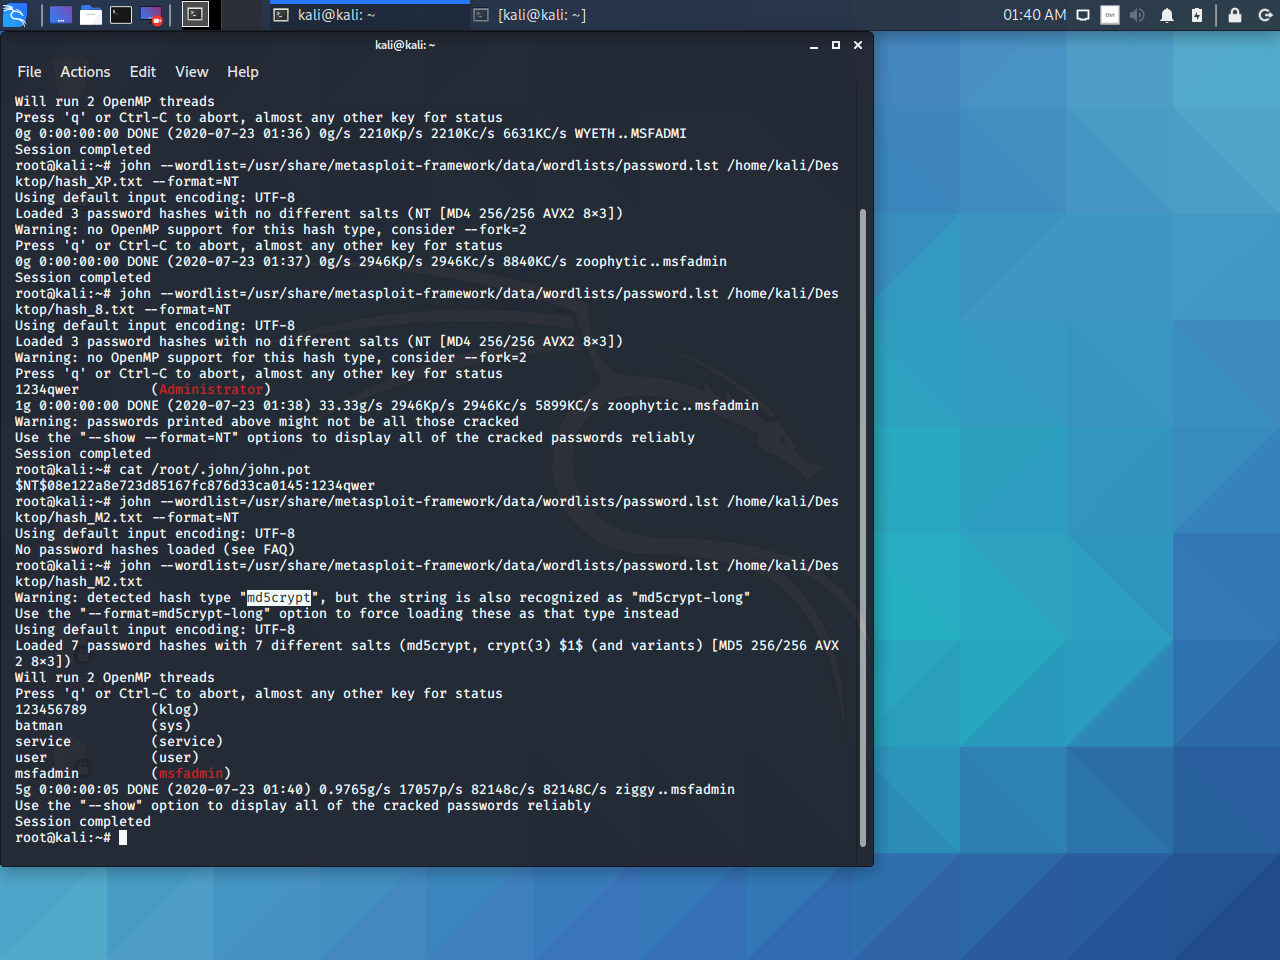 kali@kali: ~
[kali@kali: ~]
01:40 AM
Ctrl
kali@kali: ~
File Actions Edit View Help
Will run 2 OpenMP threads
Press 'q' or Ctrl-C to abort, almost any other key for status
0g 0:00:00:00 DONE (2020-07-23 01:36) 0g/s 2210Kp/s 2210Kc/s 6631KC/s WYETH..MSFADMI
Session completed
root@kali:~# john --wordlist=/usr/share/metasploit-framework/data/wordlists/password.lst /home/kali/Des
ktop/hash_XP.txt --format=NT
Using default input encoding: UTF-8
Loaded 3 password hashes with no different salts (NT [MD4 256/256 AVX2 8×3])
Warning: no OpenMP support for this hash type, consider --fork=2
Press 'q' or Ctrl-C to abort, almost any other key for status
0g 0:00:00:00 DONE (2020-07-23 01:37) 0g/s 2946Kp/s 2946Kc/s 8840KC/s zoophytic..msfadmin
Session completed
root@kali:~# john --wordlist=/usr/share/metasploit-framework/data/wordlists/password.lst /home/kali/Des
ktop/hash_8.txt --format=NT
Using default input encoding: UTF-8
Loaded 3 password hashes with no different salts (NT [MD4 256/256 AVX2 8×3])
Warning: no OpenMP support for this hash type, consider --fork=2
Press 'q' or Ctrl-C to abort, almost any other key for status
1234qwer (Administrator)
1g 0:00:00:00 DONE (2020-07-23 01:38) 33.33g/s 2946Kp/s 2946Kc/s 5899KC/s zoophytic..msfadmin
Warning: passwords printed above might not be all those cracked
Use the "--show --format=NT" options to display all of the cracked passwords reliably
Session completed
root@kali:~# cat /root/.john/john.pot
$NT$08e122a8e723d85167fc876d33ca0145:1234qwer
root@kali:~# john --wordlist=/usr/share/metasploit-framework/data/wordlists/password.lst /home/kali/Des
ktop/hash_M2.txt --format=NT
Using default input encoding: UTF-8
No password hashes loaded (see FAQ)
root@kali:~# john --wordlist=/usr/share/metasploit-framework/data/wordlists/password.lst /home/kali/Des
ktop/hash_M2.txt
Warning: detected hash type "md5crypt", but the string is also recognized as "md5crypt-long"
Use the "--format=md5crypt-long" option to force loading these as that type instead
Using default input encoding: UTF-8
Loaded 7 password hashes with 7 different salts (md5crypt, crypt(3) $1$ (and variants) [MD5 256/256 AVX
2 8×3])
Will run 2 OpenMP threads
Press 'q' or Ctrl-C to abort, almost any other key for status
123456789 (klog)
batman (sys)
service (service)
user (user)
msfadmin (msfadmin)
5g 0:00:00:05 DONE (2020-07-23 01:40) 0.9765g/s 17057p/s 82148c/s 82148C/s ziggy..msfadmin
Use the "--show" option to display all of the cracked passwords reliably
Session completed
root@kali:~#